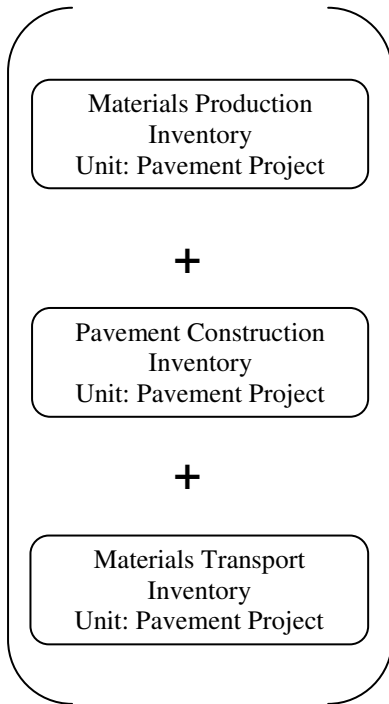 Materials Production
Inventory
Unit: Pavement Project
+
Pavement Construction
Inventory
Unit: Pavement Project
+
Materials Transport
Inventory
Unit: Pavement Project